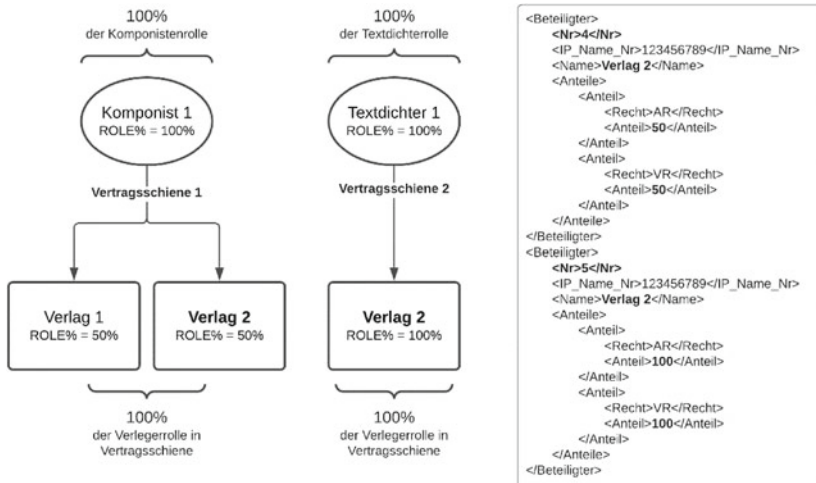 100%
der Komponistenrolle
Komponist 1
ROLE% = 100%
Vertragsschiene 1
Verlag 1
ROLE% = 50%
Verlag 2
ROLE% = 50%
100%
der Verlegerrolle in
Vertragsschiene
100%
der Textdichterrolle
Textdichter 1
ROLE% = 100%
Vertragsschiene 2
Verlag 2
ROLE% = 100%
100%
der Verlegerrolle in
Vertragsschiene
<Beteiligter>
<Nr>4</Nr>
<IP_Name_Nr>123456789</IP_Name_Nr>
<Name>Verlag 2</Name>
<Anteile>
<Anteil>
<Recht>AR</Recht>
<Anteil>50</Anteil>
</Anteil>
<Anteil>
<Recht>VR</Recht>
<Anteil>50</Anteil>
</Anteil>
</Anteile>
</Beteiligter>
<Beteiligter>
<Nr>5</Nr>
<IP_Name_Nr>123456789</IP_Name_Nr>
<Name>Verlag 2</Name>
<Anteile>
<Anteil>
<Recht>AR</Recht>
<Anteil>100</Anteil>
</Anteil>
<Anteil>
<Recht>VR</Recht>
<Anteil>100</Anteil>
</Anteil>
</Anteile>
</Beteiligter>